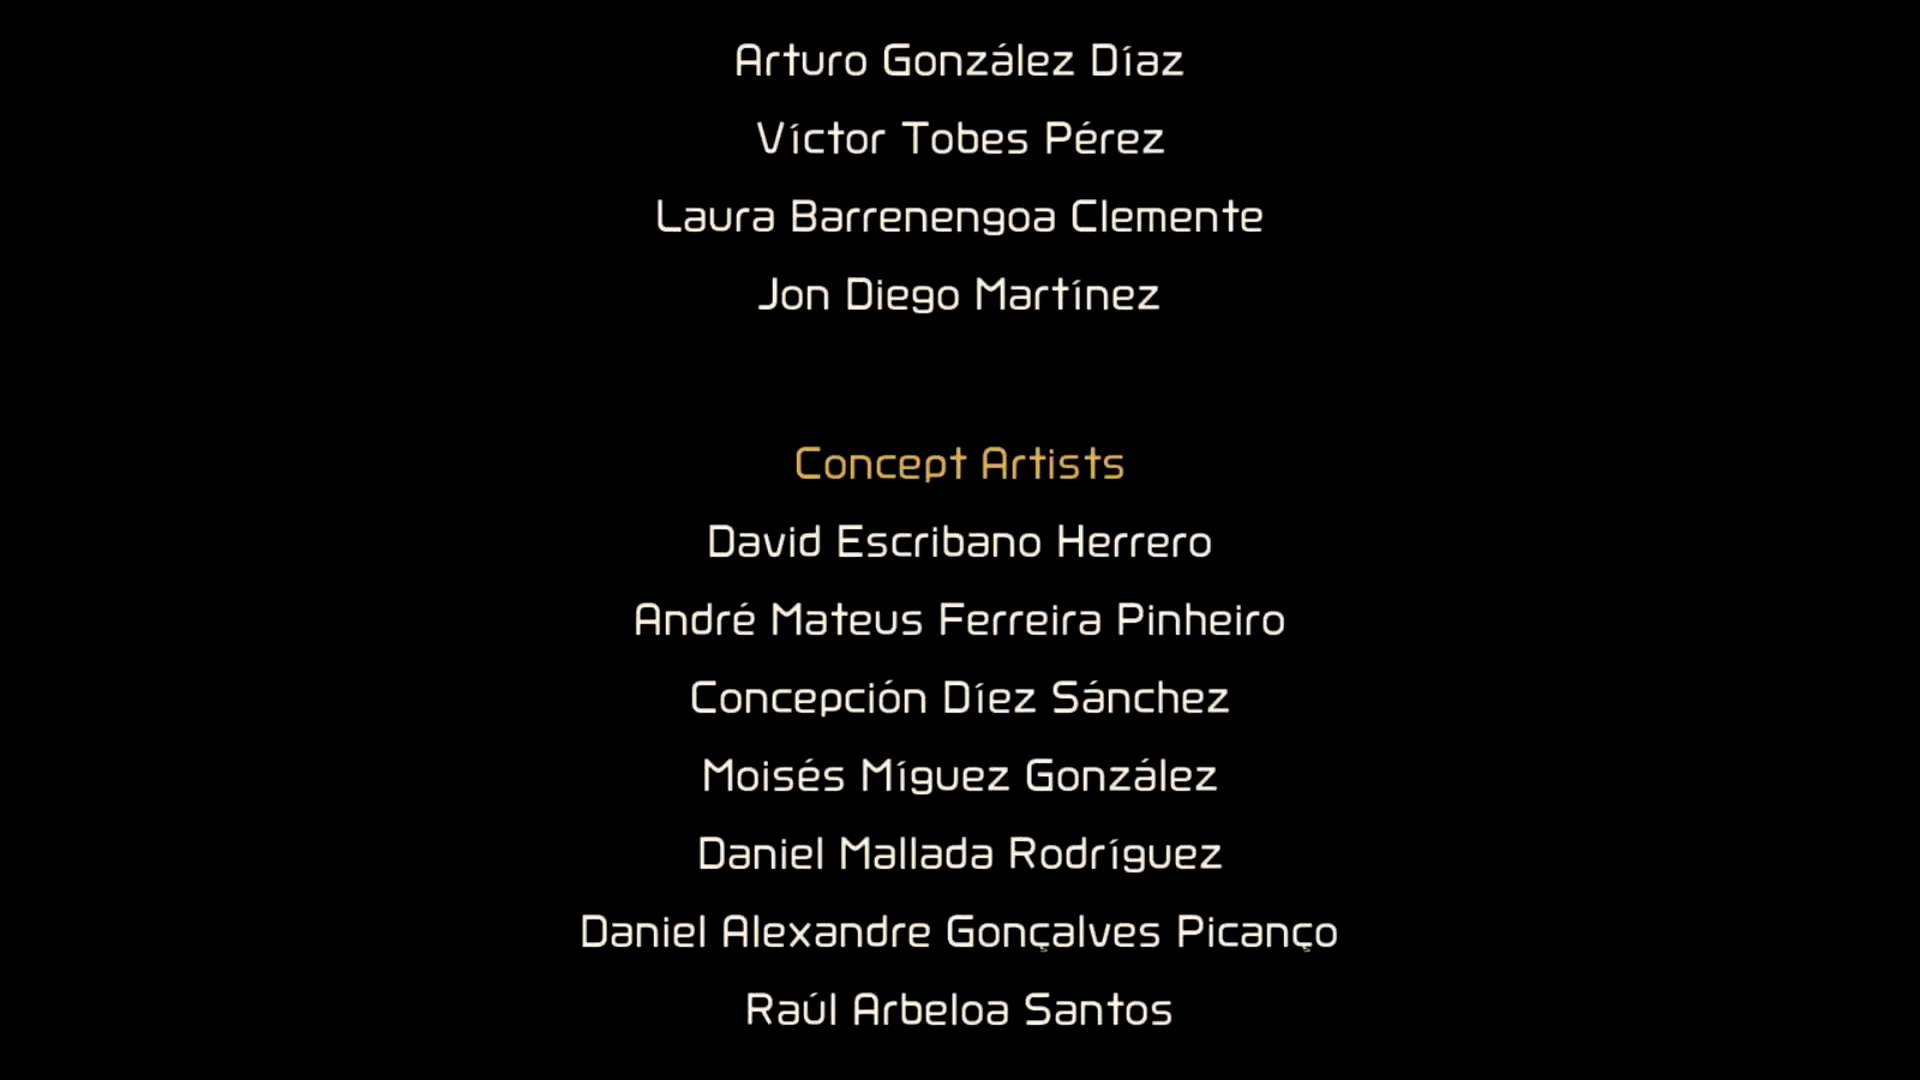 Arturo González Díaz
Víctor Tobes Pérez
Laura Barrenengoa Clemente
Jon Diego Martínez
Concept Artists
David Escribano Herrero
André Mateus Ferreira Pinheiro
Concepción Díez Sánchez
Moisés Míguez González
Daniel Mallada Rodríguez
Daniel Alexandre Gonçalves Picanço
Raúl Arbeloa Santos